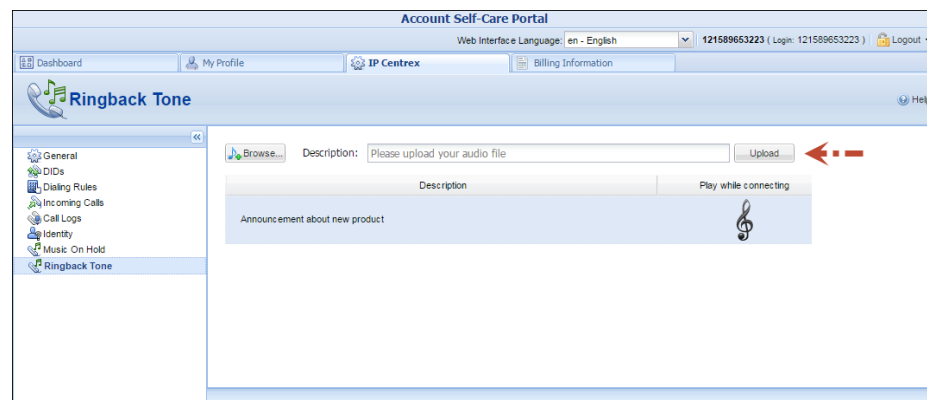 Account Self-Care Portal
Web Interface Language: en - English 121589653223 ( Login: 121589653223 ) Logout
Dashboard My Profile IP Centrex Billing Information
Ringback Tone
Help
General
DIDs
Dialing Rules
Incoming Calls
Call Logs
Identity
Music On Hold
Ringback Tone
Browse... Description: Please upload your audio file Upload
Description Play while connecting
Announcement about new product